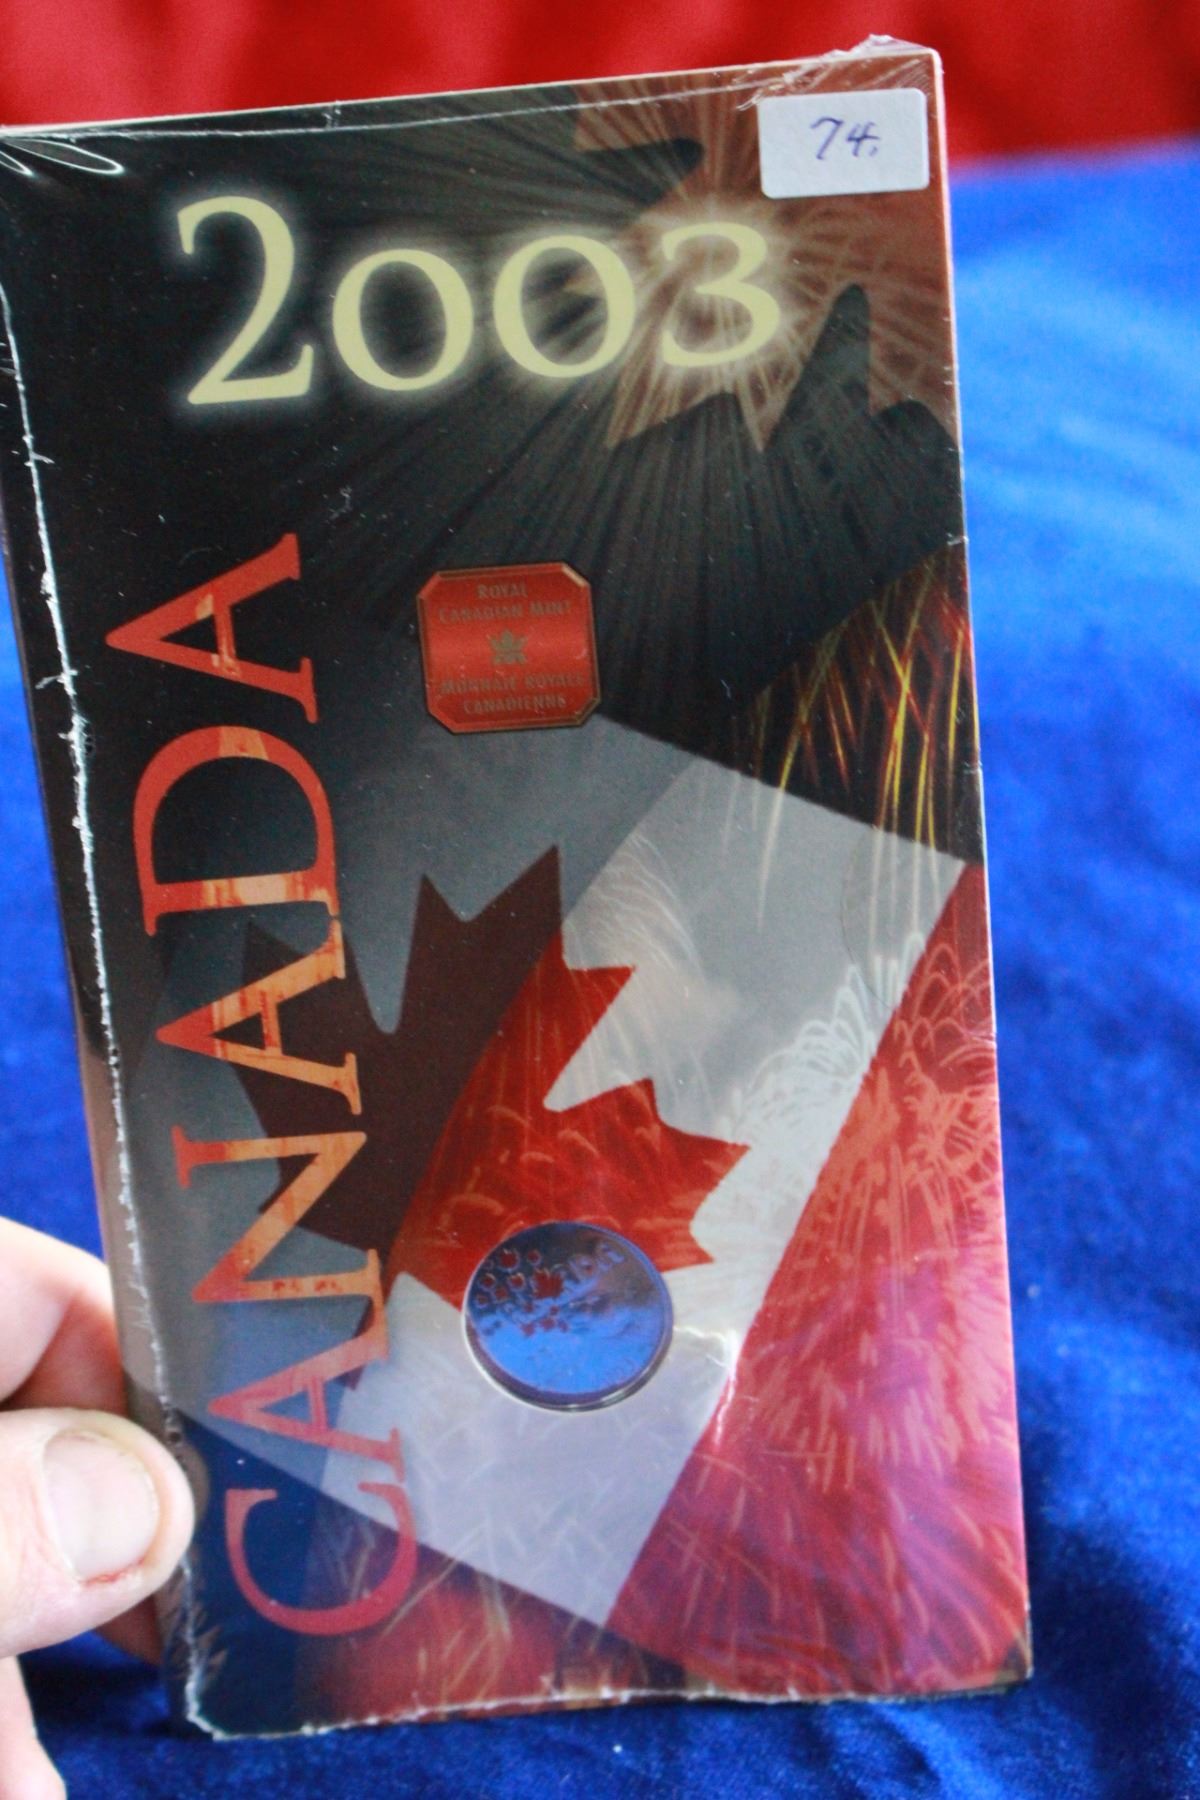 74.
2003
CANADA
ROYAL
CANADIAN MINT
MONNAIE ROYALE
CANADIENNE